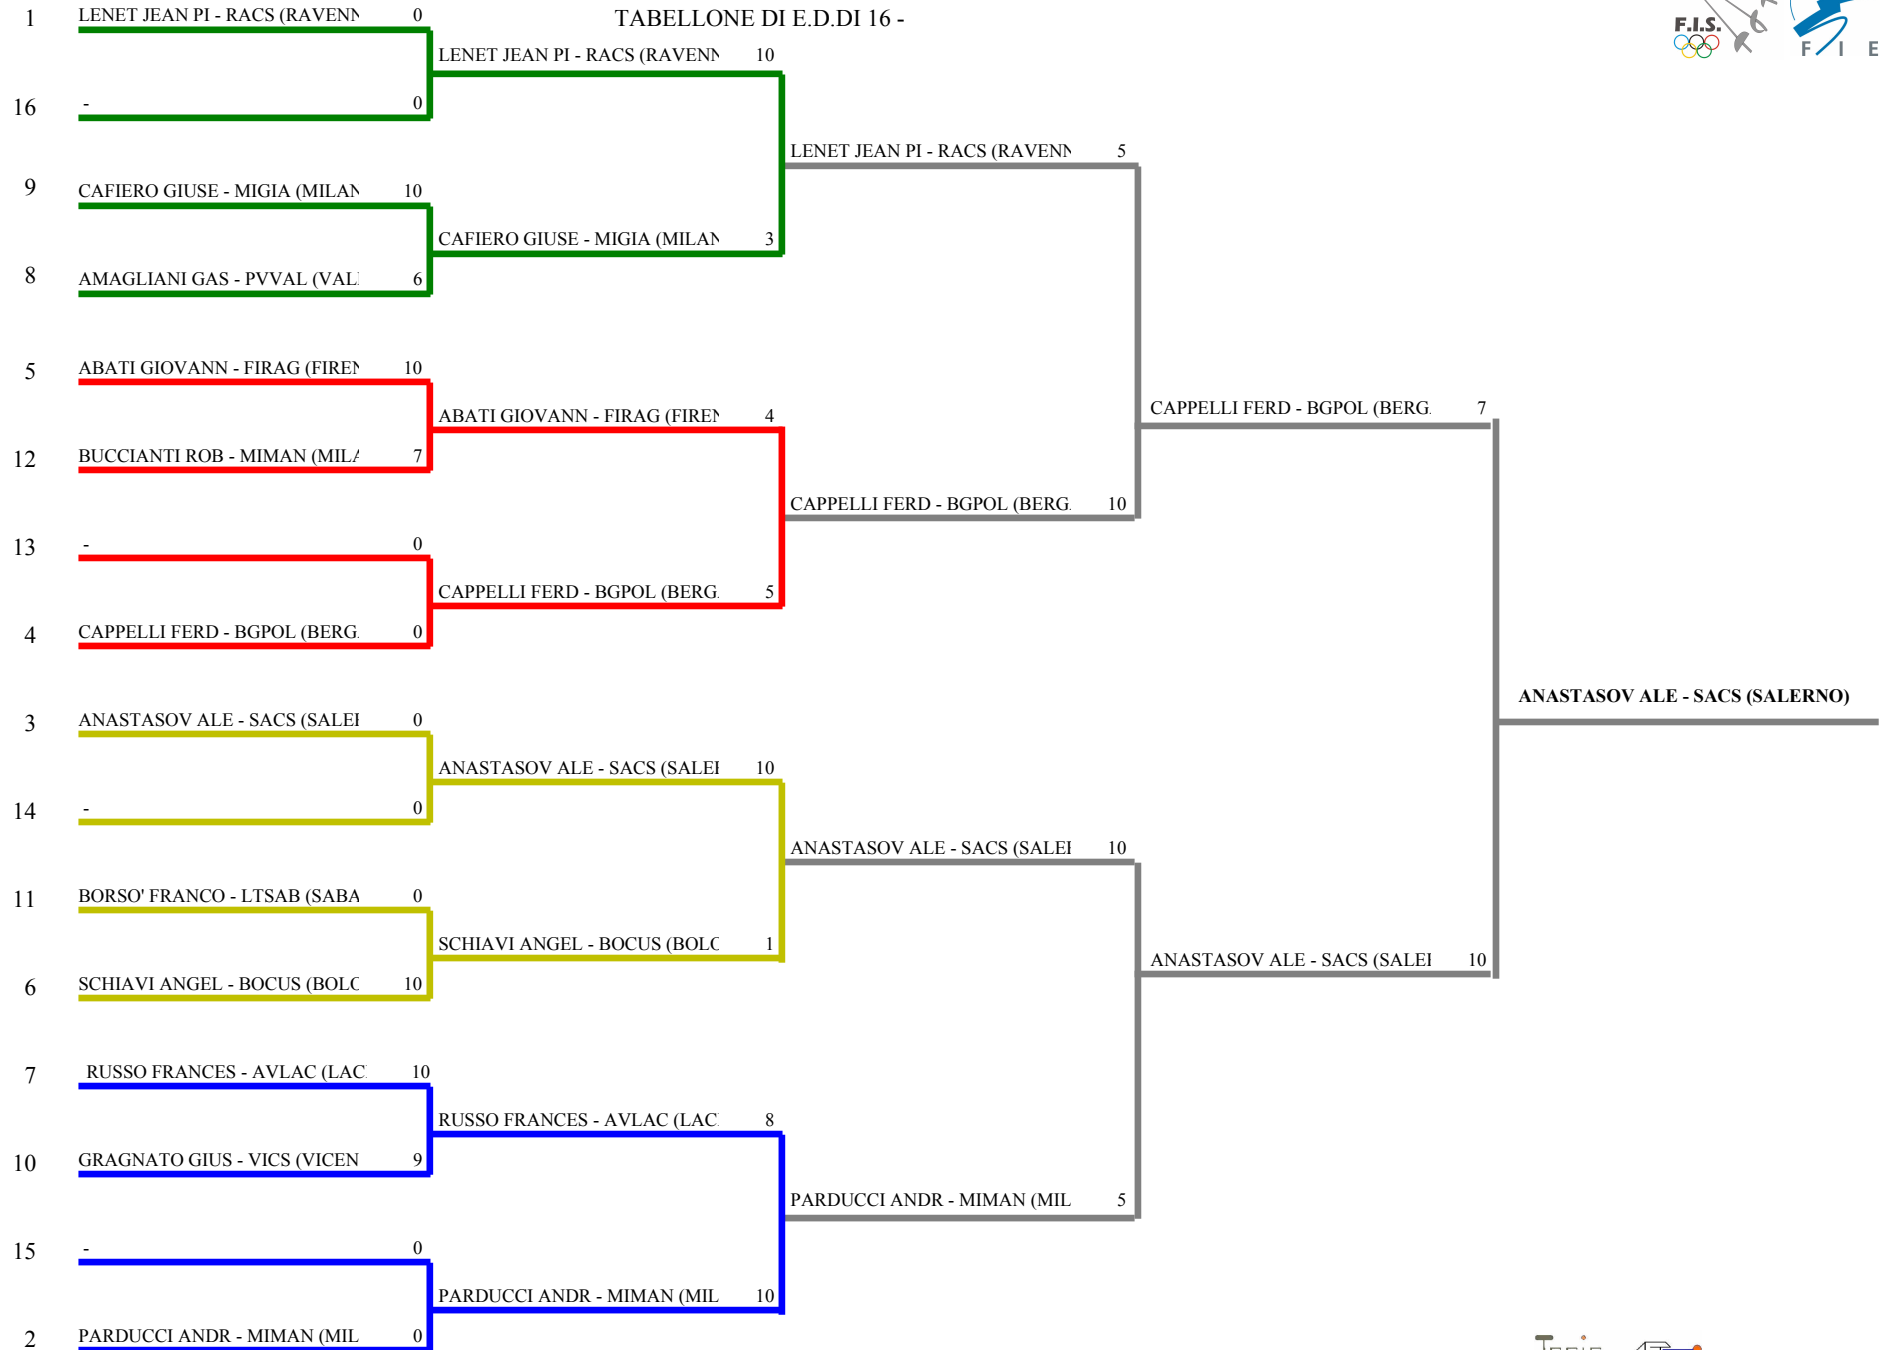 TABELLONE DI E.D.DI 16 -
F.I.S.
F I E
1 LENET JEAN PI - RACS (RAVENN 0
LENET JEAN PI - RACS (RAVENN 10
16 - 0
LENET JEAN PI - RACS (RAVENN 5
9 CAFIERO GIUSE - MIGIA (MILAN 10
CAFIERO GIUSE - MIGIA (MILAN 3
8 AMAGLIANI GAS - PVVAL (VAL 6
5 ABATI GIOVANN - FIRAG (FIREN 10
CAPPELLI FERD - BGPOL (BERG. 7
ABATI GIOVANN - FIRAG (FIREN 4
12 BUCCIANTI ROB - MIMAN (MILA 7
CAPPELLI FERD - BGPOL (BERG. 10
13 - 0
CAPPELLI FERD - BGPOL (BERG. 5
4 CAPPELLI FERD - BGPOL (BERG. 0
ANASTASOV ALE - SACS (SALERNO)
3 ANASTASOV ALE - SACS (SALE 0
ANASTASOV ALE - SACS (SALE 10
14 - 0
ANASTASOV ALE - SACS (SALE 10
11 BORSO' FRANCO - LTSAB (SABA 0
SCHIAVI ANGEL - BOCUS (BOLO 1
ANASTASOV ALE - SACS (SALE 10
6 SCHIAVI ANGEL - BOCUS (BOLO 10
7 RUSSO FRANCES - AVLAC (LAC 10
RUSSO FRANCES - AVLAC (LAC 8
10 GRAGNATO GIUS - VICS (VICEN 9
PARDUCCI ANDR - MIMAN (MIL 5
15 - 0
PARDUCCI ANDR - MIMAN (MIL 10
2 PARDUCCI ANDR - MIMAN (MIL 0